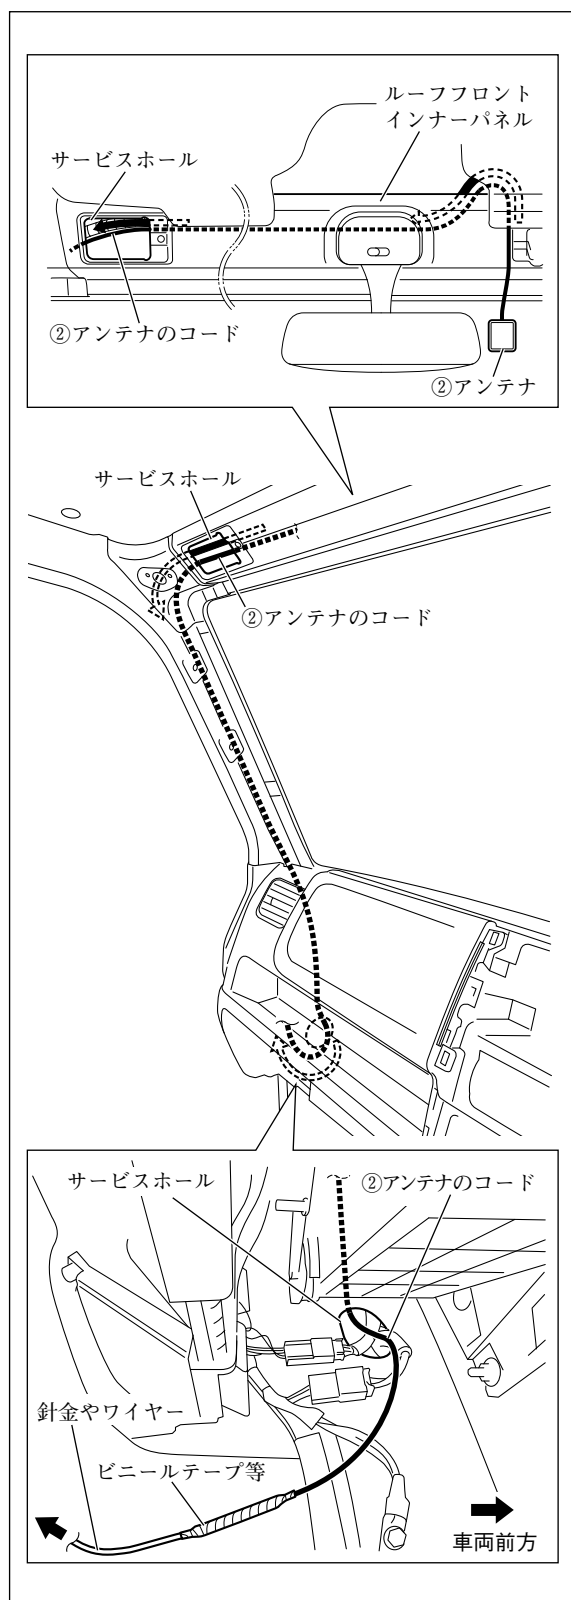 ルーフフロント
インナーパネル
サービスホール
②アンテナのコード
②アンテナ
サービスホール
②アンテナのコード
サービスホール
②アンテナのコード
針金やワイヤー
ビニールテープ等
車両前方